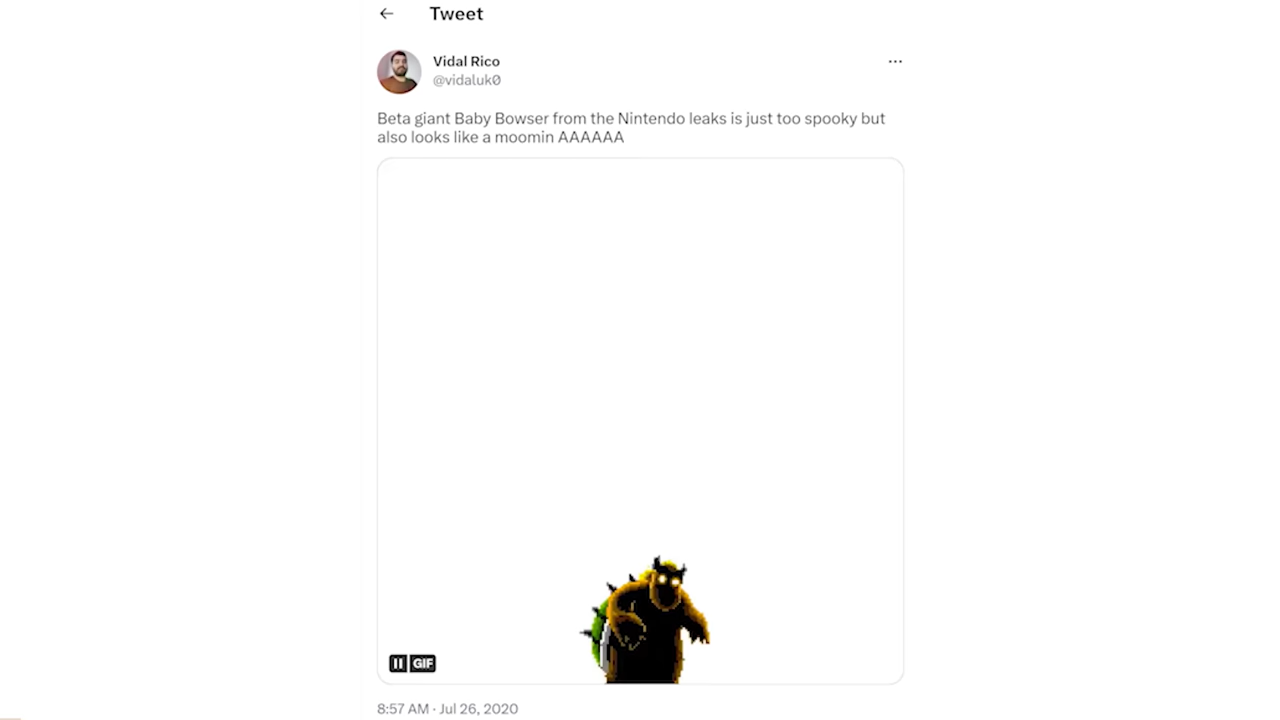 Tweet
Vidal Rico
@vidaluk0
Beta giant Baby Bowser from the Nintendo leaks is just too spooky but
also looks like a moomin AAAAAA
GIF
8:57 AM · Jul 26, 2020